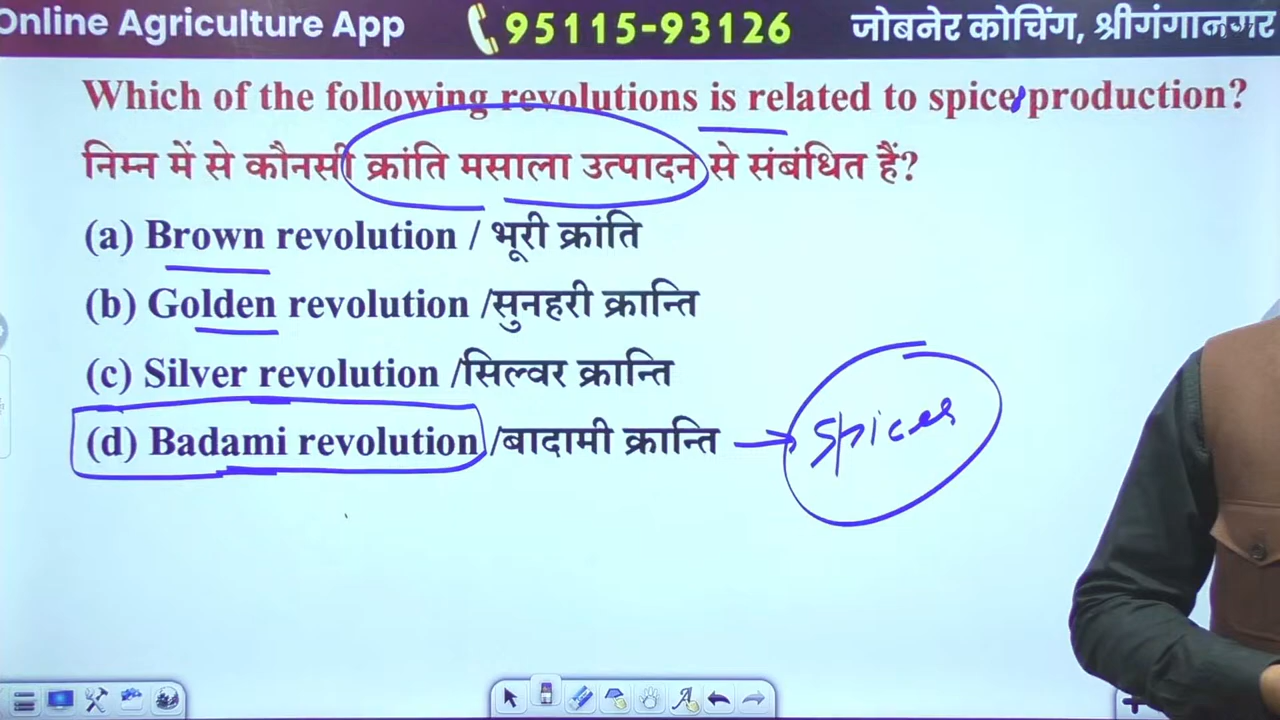 Online Agriculture App 95115-93126 जोबनेर कोचिंग, श्रीगंगानगर
Which of the following revolutions is related to spice production?
निम्न में से कौनसी क्रांति मसाला उत्पादन से संबंधित हैं?
(a) Brown revolution / भूरी क्रांति
(b) Golden revolution /सुनहरी क्रान्ति
(c) Silver revolution /सिल्वर क्रान्ति
(d) Badami revolution /बादामी क्रान्ति → Spices